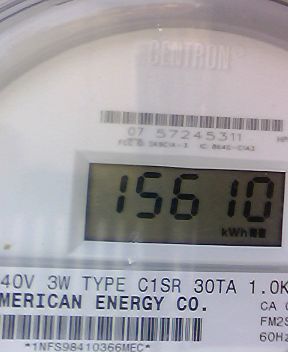 CENTRON®
07 57245311
15610
kWh
40V 3W TYPE C1SR 30TA 1.0K
MERICAN ENERGY CO.
CA
FM2S
60Hz
*1NFS98410366MEC*